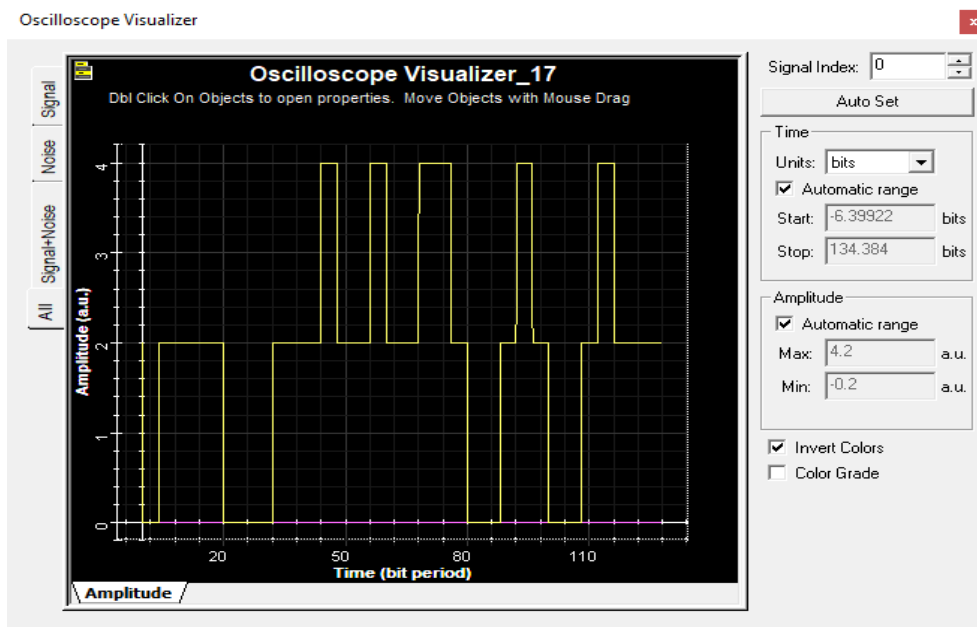 Oscilloscope Visualizer
x
Signal
Noise
Signal+Noise
All
Oscilloscope Visualizer_17
Dbl Click On Objects to open properties. Move Objects with Mouse Drag
Amplitude (a.u.)
4
3
2
1
0
20 50 80 110
Time (bit period)
Amplitude
Signal Index: 0
Auto Set
Time
Units: bits
Automatic range
Start: -6.39922 bits
Stop: 134.384 bits
Amplitude
Automatic range
Max: 4.2 a.u.
Min: -0.2 a.u.
Invert Colors
Color Grade